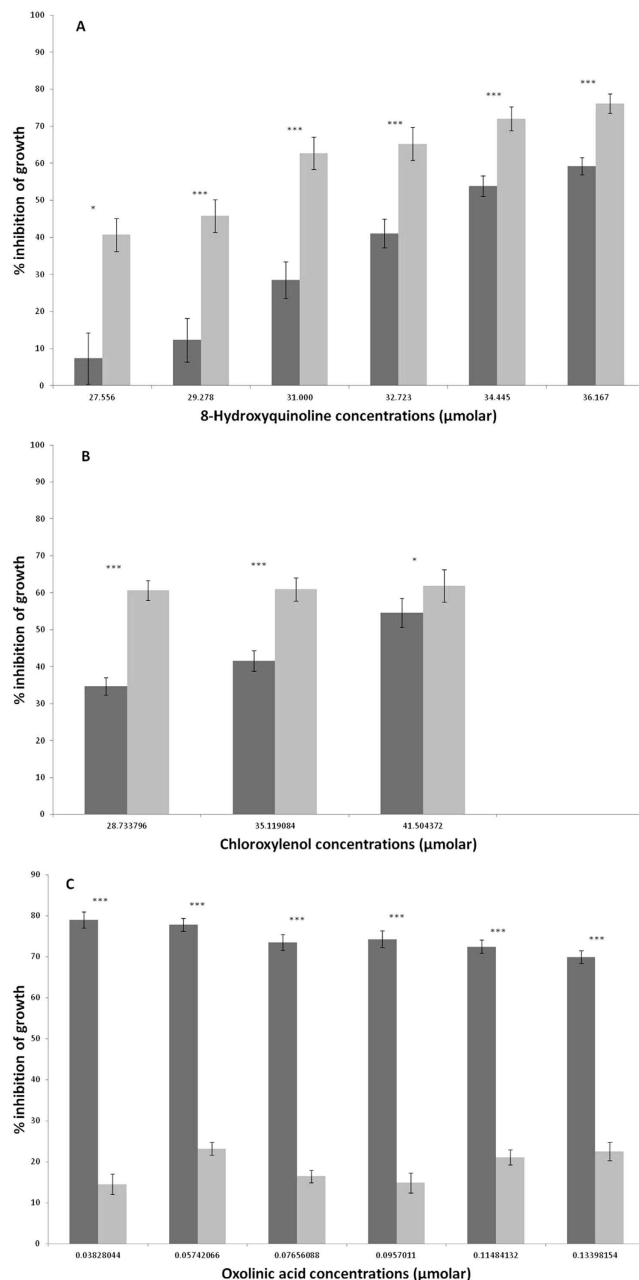 A
% inhibition of growth
100
90
***
***
80
***
***
70
60
***
50
*
40
30
20
10
0
27.556 29.278 31.000 32.723 34.445 36.167
8-Hydroxyquinoline concentrations (µmolar)
B
% inhibition of growth
100
90
80
70
*** *** *
60
50
40
30
20
10
0
28.733796 35.119084 41.504372
Chloroxylenol concentrations (µmolar)
C
% inhibition of growth
90
*** *** *** *** *** ***
80
70
60
50
40
30
20
10
0
0.03828044 0.05742066 0.07656088 0.0957011 0.11484132 0.13398154
Oxolinic acid concentrations (µmolar)